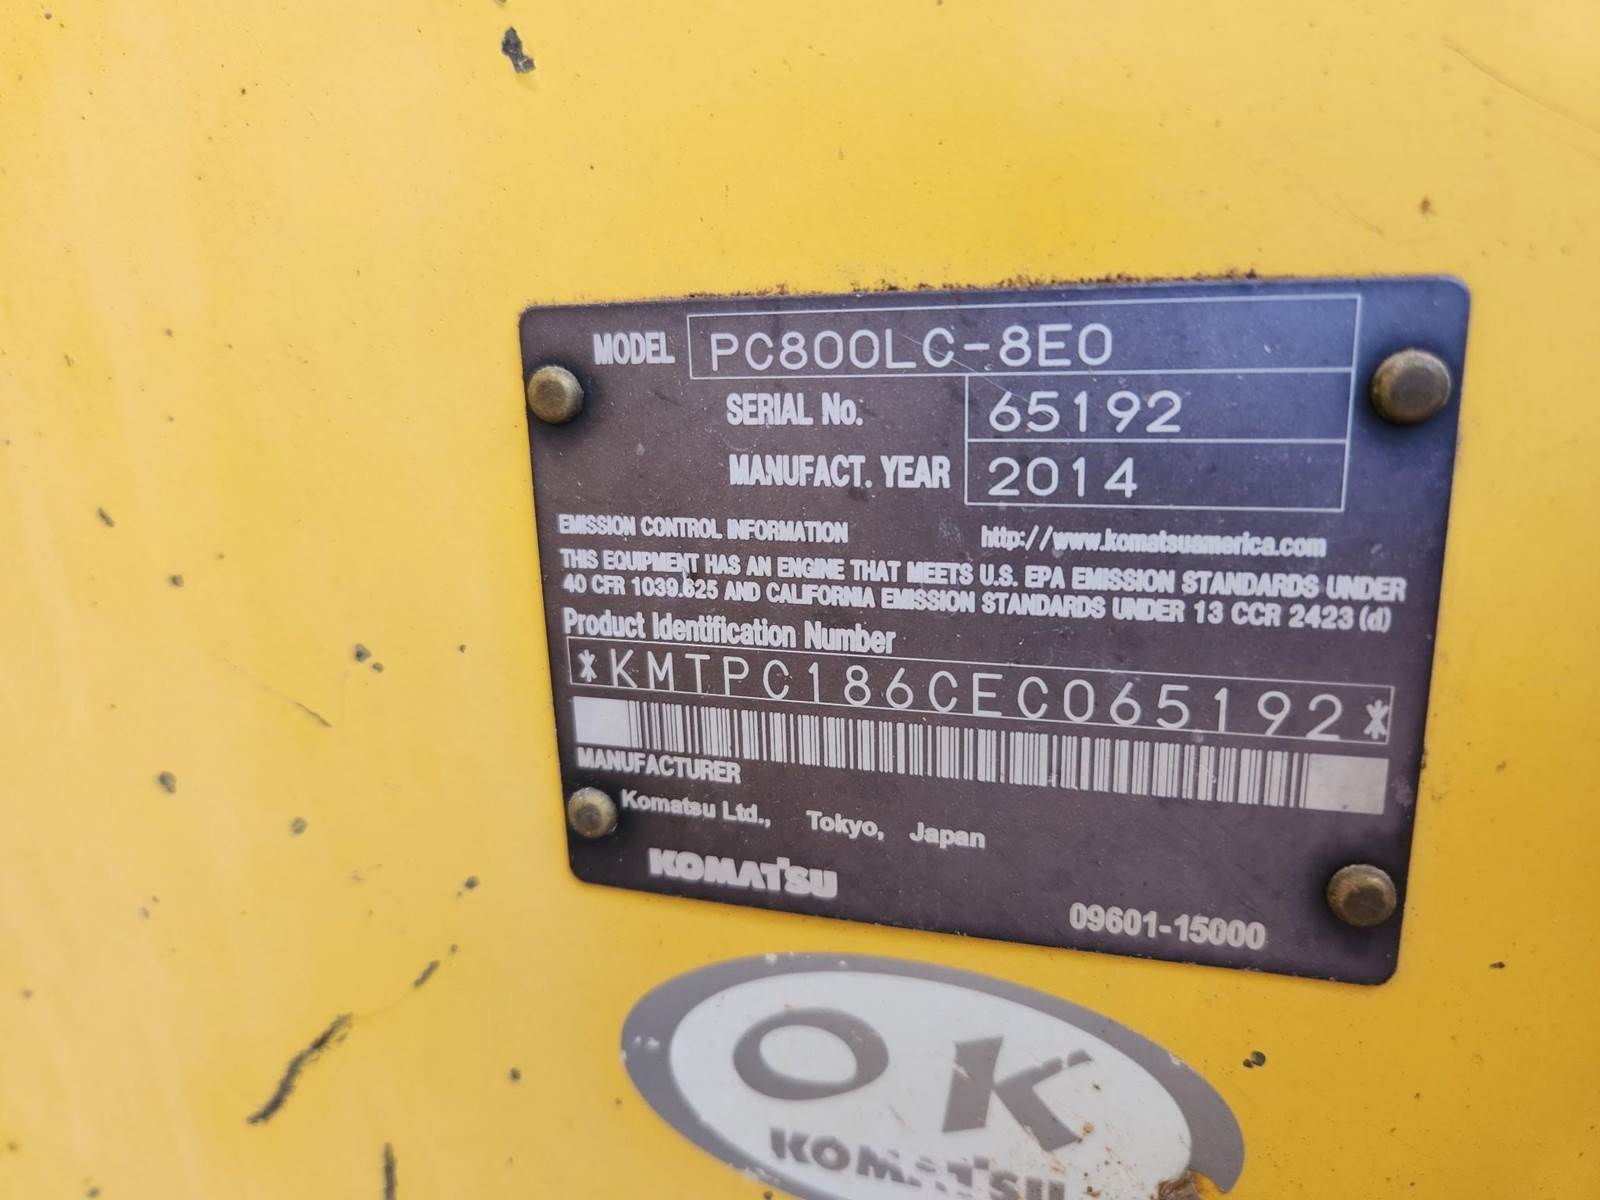 MODEL PC800LC-8E0
SERIAL No. 65192
MANUFACT. YEAR 2014
EMISSION CONTROL INFORMATION http://www.komatsuamerica.com
THIS EQUIPMENT HAS AN ENGINE THAT MEETS U.S. EPA EMISSION STANDARDS UNDER
40 CFR 1039.625 AND CALIFORNIA EMISSION STANDARDS UNDER 13 CCR 2423 (d)
Product Identification Number
*KMTPC186CEC065192*
MANUFACTURER
Komatsu Ltd., Tokyo, Japan
KOMATSU
09601-15000
OK
KOMATSU